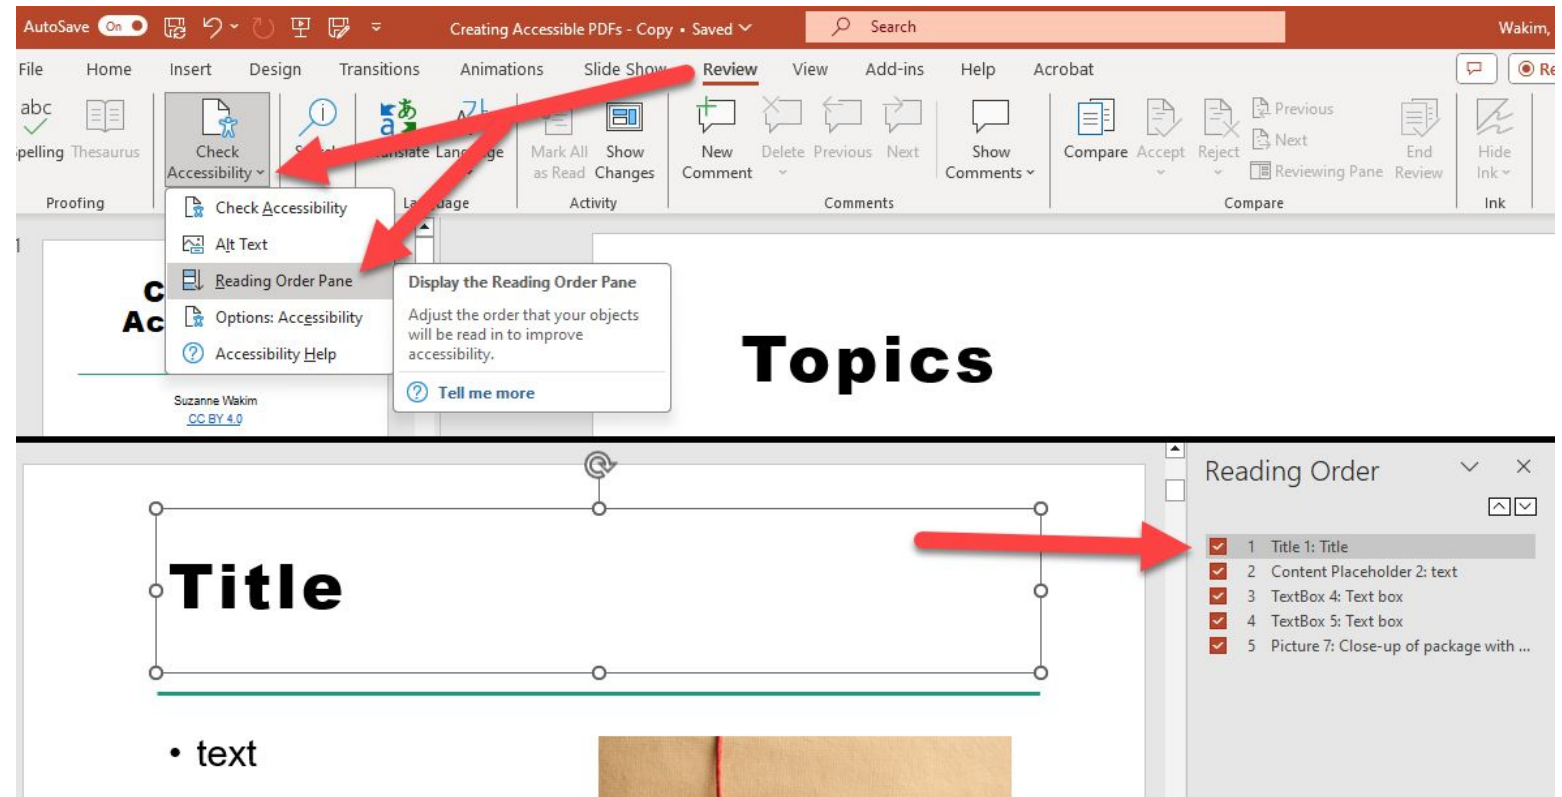 AutoSave On Creating Accessible PDFs - Copy • Saved Search Wakim,
File Home Insert Design Transitions Animations Slide Show Review View Add-ins Help Acrobat Re
abc
pelling Thesaurus
Check
Accessibility
Mark All
as Read
Show
Changes
New
Comment
Delete Previous Next
Show
Comments
Compare Accept Reject
Previous
Next
Reviewing Pane
End
Review
Hide
Ink
Proofing Activity Comments Compare Ink
Check Accessibility
Alt Text
Reading Order Pane
Options: Accessibility
Accessibility Help
Display the Reading Order Pane
Adjust the order that your objects
will be read in to improve
accessibility.
Tell me more
1
C
Ac
Suzanne Wakim
CC BY 4.0
Topics
Title
• text
Reading Order
1 Title 1: Title
2 Content Placeholder 2: text
3 TextBox 4: Text box
4 TextBox 5: Text box
5 Picture 7: Close-up of package with ...